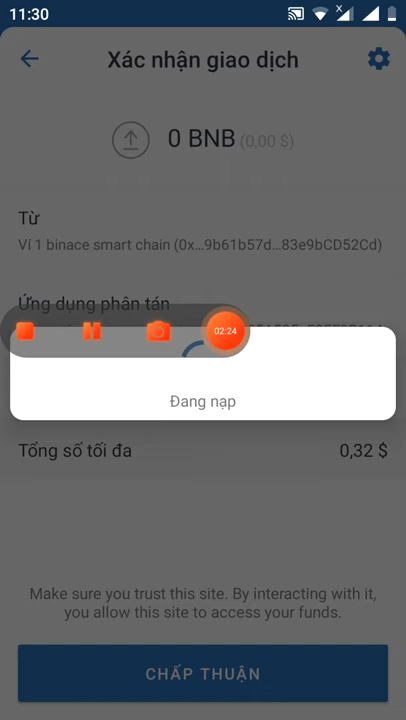 11:30
Xác nhận giao dịch
0 BNB (0,00 $)
Từ
Ví 1 binace smart chain (0x...9b61b57d...83e9bCD52Cd)
Ứng dụng phân tán
02:24
Đang nạp
Tổng số tối đa
0,32 $
Make sure you trust this site. By interacting with it,
you allow this site to access your funds.
CHẤP THUẬN